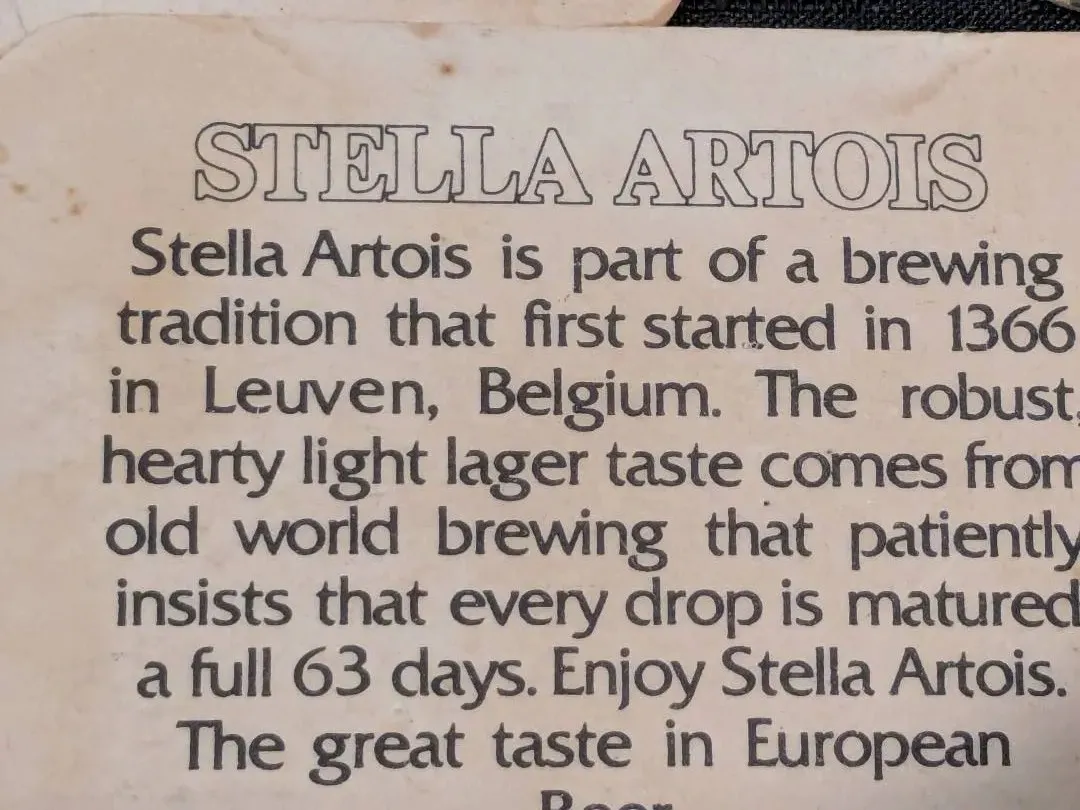 STELLA ARTOIS
Stella Artois is part of a brewing
tradition that first started in 1366
in Leuven, Belgium. The robust,
hearty light lager taste comes from
old world brewing that patiently
insists that every drop is matured
a full 63 days. Enjoy Stella Artois.
The great taste in European
Beer